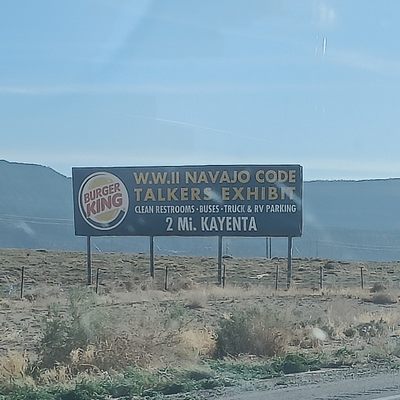 BURGER
KING
W.W.II NAVAJO CODE
TALKERS EXHIBIT
CLEAN RESTROOMS · BUSES · TRUCK & RV PARKING
2 Mi. KAYENTA